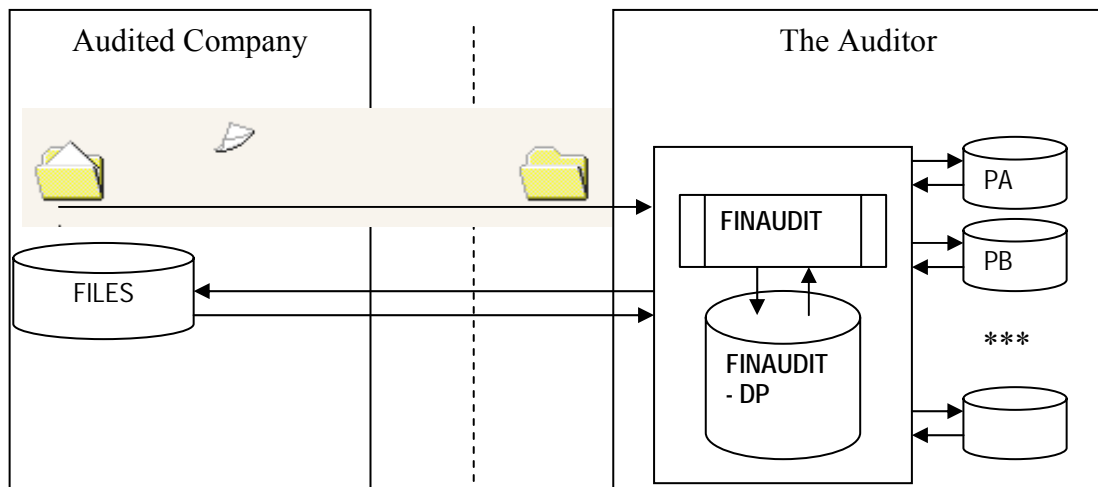 Audited Company
The Auditor
PA
FINAUDIT
PB
FILES
***
FINAUDIT
- DP